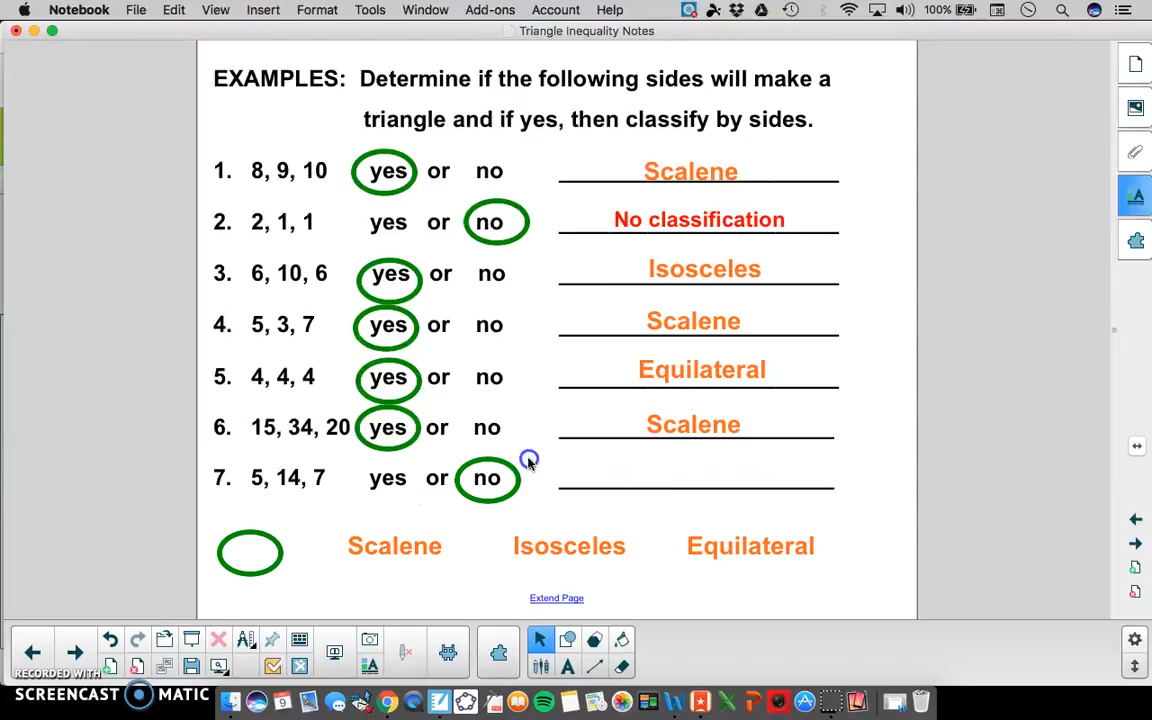 Notebook File Edit View Insert Format Tools Window Add-ons Account Help 100%
Triangle Inequality Notes
EXAMPLES: Determine if the following sides will make a
triangle and if yes, then classify by sides.
1. 8, 9, 10 yes or no Scalene
2. 2, 1, 1 yes or no No classification
3. 6, 10, 6 yes or no Isosceles
4. 5, 3, 7 yes or no Scalene
5. 4, 4, 4 yes or no Equilateral
6. 15, 34, 20 yes or no Scalene
7. 5, 14, 7 yes or no
Scalene Isosceles Equilateral
Extend Page
RECORDED WITH
SCREENCAST MATIC